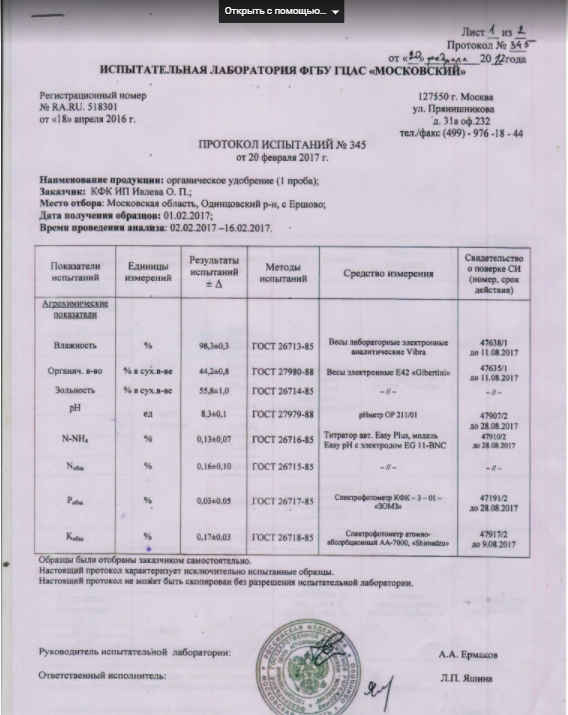 Открыть с помощью...
Лист 1 из 2
Протокол № 345
от «20» февраля 2017 года
ИСПЫТАТЕЛЬНАЯ ЛАБОРАТОРИЯ ФГБУ ГЦАС «МОСКОВСКИЙ»
Регистрационный номер
№ RA.RU. 518301
от «18» апреля 2016 г.
127550 г. Москва
ул. Прянишникова
д. 31а оф.232
тел./факс (499) - 976 -18 - 44
ПРОТОКОЛ ИСПЫТАНИЙ № 345
от 20 февраля 2017 г.
Наименование продукции: органическое удобрение (1 проба);
Заказчик: КФК ИП Ивлева О. П.;
Место отбора: Московская область, Одинцовский р-н, с Ершово;
Дата получения образцов: 01.02.2017;
Время проведения анализа: 02.02.2017 –16.02.2017.
Показатели испытаний Единицы измерений Результаты испытаний ± Δ Методы испытаний Средство измерения Свидетельство о поверке СИ (номер, срок действия)
Агрохимические показатели
Влажность % 98,3±0,3 ГОСТ 26713-85 Весы лабораторные электронные аналитические Vibra 47638/1 до 11.08.2017
Органич. в-во % в сух.в-ве 44,2±0,8 ГОСТ 27980-88 Весы электронные E42 «Gibertini» 47635/1 до 11.08.2017
Зольность % в сух.в-ве 55,8±1,0 ГОСТ 26714-85 –//– –//–
pH ед 8,3±0,1 ГОСТ 27979-88 pHметр OP 211/01 47907/2 до 28.08.2017
N-NH₄ % 0,13±0,07 ГОСТ 26716-85 Титратор авт. Easy Plus, модель Easy pH с электродом EG 11-BNC 47910/2 до 28.08.2017
Nобщ % 0,16±0,10 ГОСТ 26715-85 –//– –//–
Pобщ % 0,03±0,05 ГОСТ 26717-85 Спектрофотометр КФК – 3 – 01 – «ЗОМЗ» 47191/2 до 28.08.2017
Kобщ % 0,17±0,03 ГОСТ 26718-85 Спектрофотометр атомно-абсорбционный АА-7000, «Shimadzu» 47917/2 до 9.08.2017
Образцы были отобраны заказчиком самостоятельно.
Настоящий протокол характеризует исключительно испытанные образцы.
Настоящий протокол не может быть скопирован без разрешения испытательной лаборатории.
Руководитель испытательной лаборатории: А.А. Ермаков
Ответственный исполнитель: Л.П. Яшина